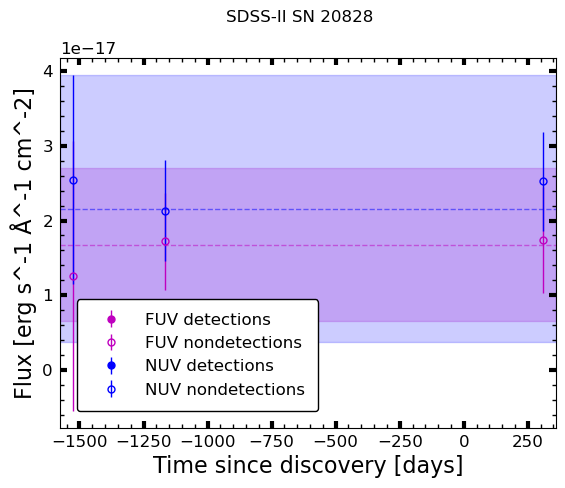 SDSS-II SN 20828
1e−17
4
3
2
1
0
Flux [erg s^-1 Å^-1 cm^-2]
FUV detections
FUV nondetections
NUV detections
NUV nondetections
−1500 −1250 −1000 −750 −500 −250 0 250
Time since discovery [days]